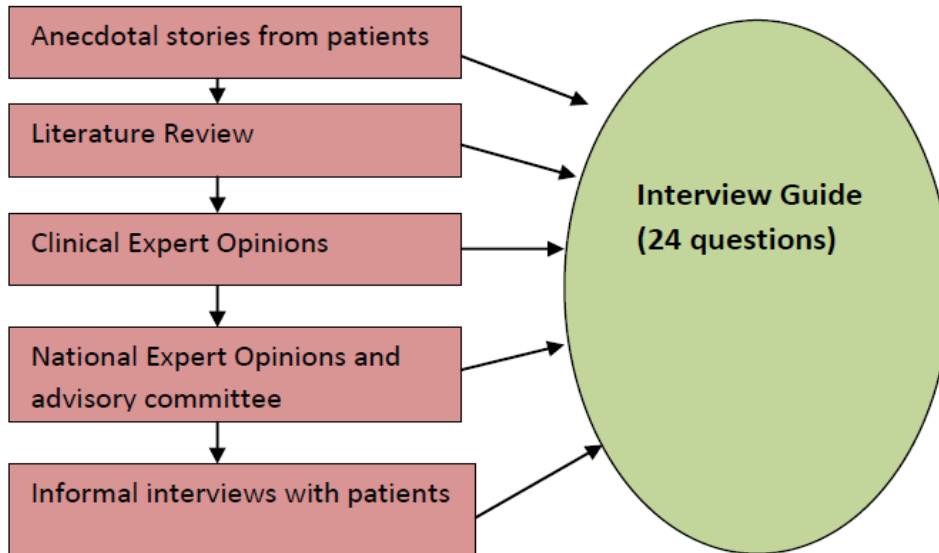 Anecdotal stories from patients
Literature Review
Clinical Expert Opinions
National Expert Opinions and
advisory committee
Informal interviews with patients
Interview Guide
(24 questions)